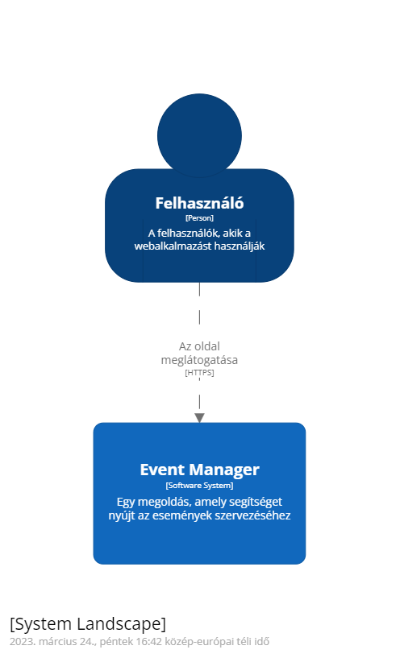 Felhasználó
[Person]
A felhasználók, akik a
webalkalmazást használják
Az oldal
meglátogatása
[HTTPS]
Event Manager
[Software System]
Egy megoldás, amely segítséget
nyújt az események szervezéséhez
[System Landscape]
2023. március 24., péntek 16:42 közép-európai téli idő